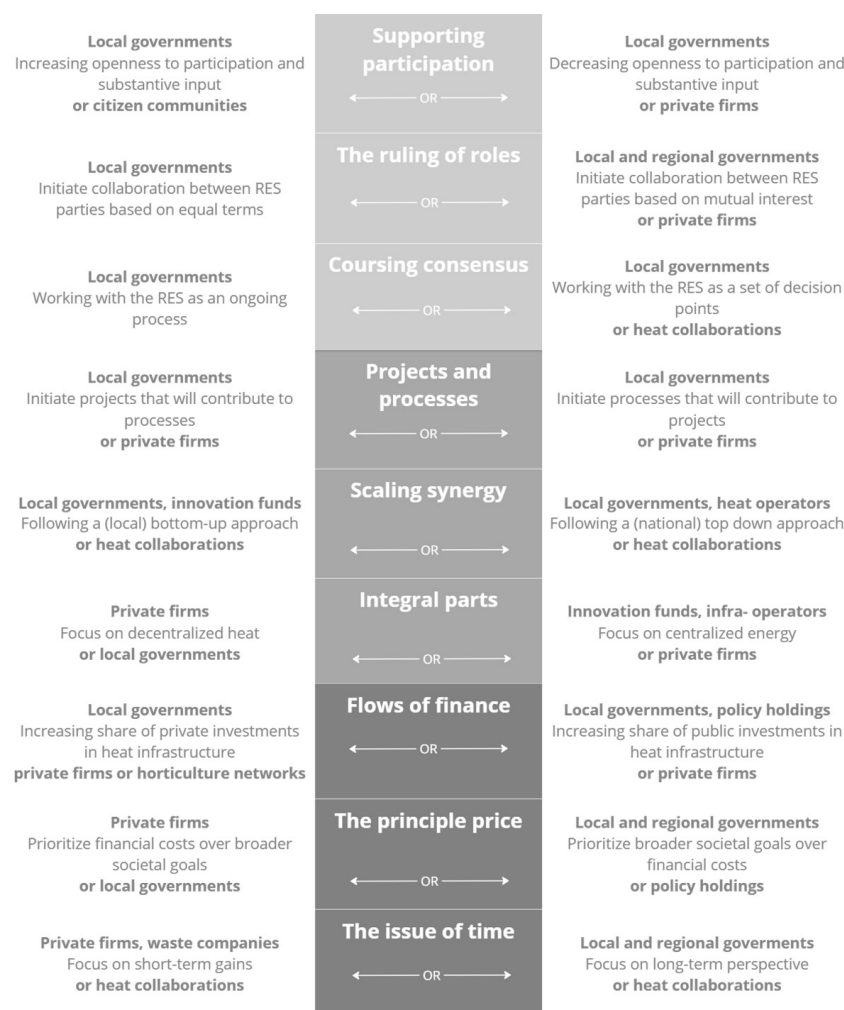 Local governments
Increasing openness to participation and
substantive input
or citizen communities
Supporting
participation
OR
Local governments
Decreasing openness to participation and
substantive input
or private firms
Local governments
Initiate collaboration between RES
parties based on equal terms
The ruling of roles
OR
Local and regional governments
Initiate collaboration between RES
parties based on mutual interest
or private firms
Local governments
Working with the RES as an ongoing
process
Coursing consensus
OR
Local governments
Working with the RES as a set of decision
points
or heat collaborations
Local governments
Initiate projects that will contribute to
processes
or private firms
Projects and
processes
OR
Local governments
Initiate processes that will contribute to
projects
or private firms
Local governments, innovation funds
Following a (local) bottom-up approach
or heat collaborations
Scaling synergy
OR
Local governments, heat operators
Following a (national) top down approach
or heat collaborations
Private firms
Focus on decentralized heat
or local governments
Integral parts
OR
Innovation funds, infra- operators
Focus on centralized energy
or private firms
Local governments
Increasing share of private investments
in heat infrastructure
private firms or horticulture networks
Flows of finance
OR
Local governments, policy holdings
Increasing share of public investments in
heat infrastructure
or private firms
Private firms
Prioritize financial costs over broader
societal goals
or local governments
The principle price
OR
Local and regional governments
Prioritize broader societal goals over
financial costs
or policy holdings
Private firms, waste companies
Focus on short-term gains
or heat collaborations
The issue of time
OR
Local and regional goverments
Focus on long-term perspective
or heat collaborations